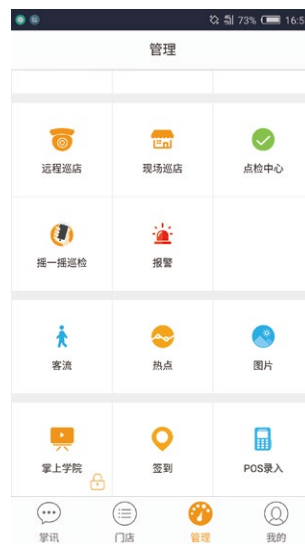 73% 16:5
管理
远程巡店 现场巡店 点检中心
摇一摇巡检 报警
客流 热点 图片
掌上学院 签到 POS录入
掌讯 门店 管理 我的